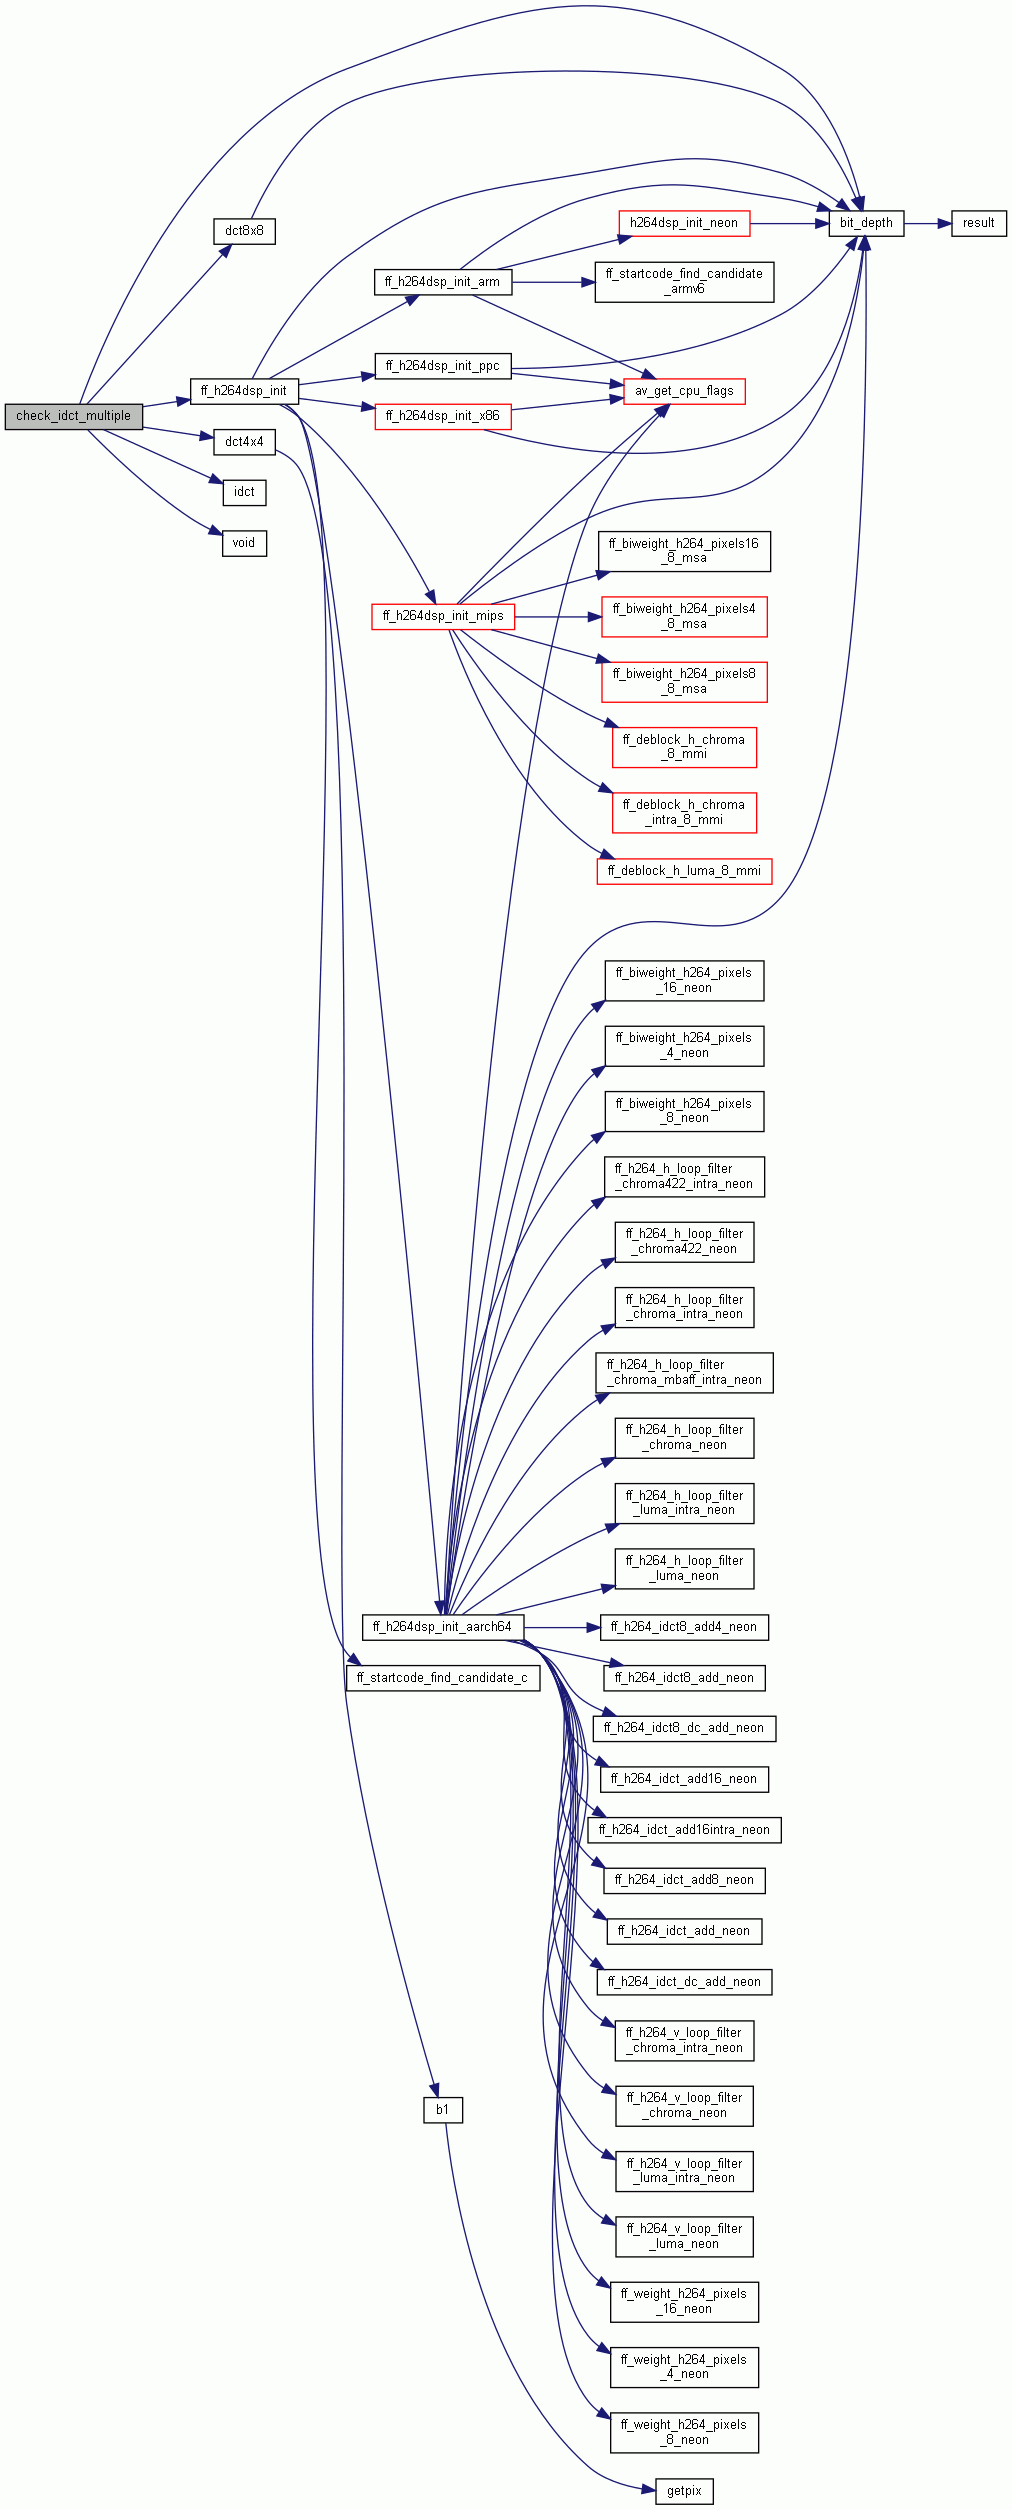 bit_depth
result
dct8x8
h264dsp_init_neon
ff_h264dsp_init_arm
ff_startcode_find_candidate
_armv6
ff_h264dsp_init_ppc
ff_h264dsp_init
av_get_cpu_flags
check_idct_multiple
ff_h264dsp_init_x86
dct4x4
idct
void
ff_biweight_h264_pixels16
_8_msa
ff_h264dsp_init_mips
ff_biweight_h264_pixels4
_8_msa
ff_biweight_h264_pixels8
_8_msa
ff_deblock_h_chroma
_8_mmi
ff_deblock_h_chroma
_intra_8_mmi
ff_deblock_h_luma_8_mmi
ff_biweight_h264_pixels
_16_neon
ff_biweight_h264_pixels
_4_neon
ff_biweight_h264_pixels
_8_neon
ff_h264_h_loop_filter
_chroma422_intra_neon
ff_h264_h_loop_filter
_chroma422_neon
ff_h264_h_loop_filter
_chroma_intra_neon
ff_h264_h_loop_filter
_chroma_mbaff_intra_neon
ff_h264_h_loop_filter
_chroma_neon
ff_h264_h_loop_filter
_luma_intra_neon
ff_h264_h_loop_filter
_luma_neon
ff_h264dsp_init_aarch64
ff_h264_idct8_add4_neon
ff_startcode_find_candidate_c
ff_h264_idct8_add_neon
ff_h264_idct8_dc_add_neon
ff_h264_idct_add16_neon
ff_h264_idct_add16intra_neon
ff_h264_idct_add8_neon
ff_h264_idct_add_neon
ff_h264_idct_dc_add_neon
ff_h264_v_loop_filter
_chroma_intra_neon
ff_h264_v_loop_filter
_chroma_neon
b1
ff_h264_v_loop_filter
_luma_intra_neon
ff_h264_v_loop_filter
_luma_neon
ff_weight_h264_pixels
_16_neon
ff_weight_h264_pixels
_4_neon
ff_weight_h264_pixels
_8_neon
getpix